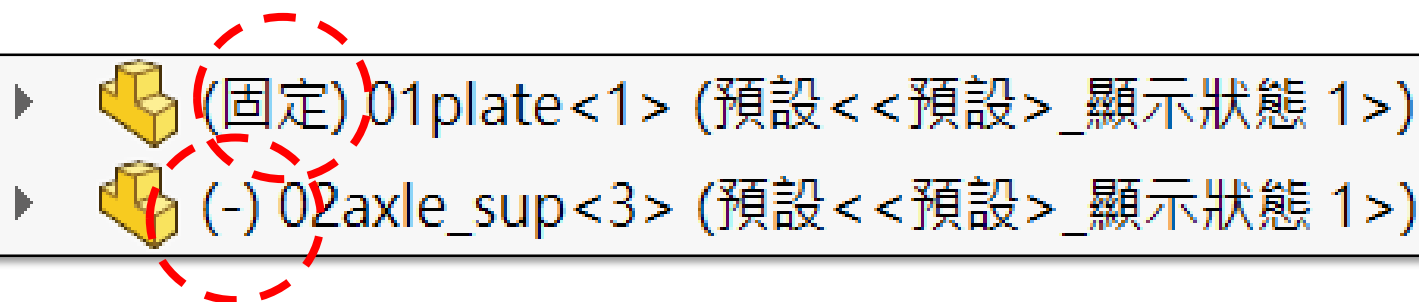 (固定) 01plate<1> (預設<<預設>_顯示狀態 1>)
(-) 02axle_sup<3> (預設<<預設>_顯示狀態 1>)